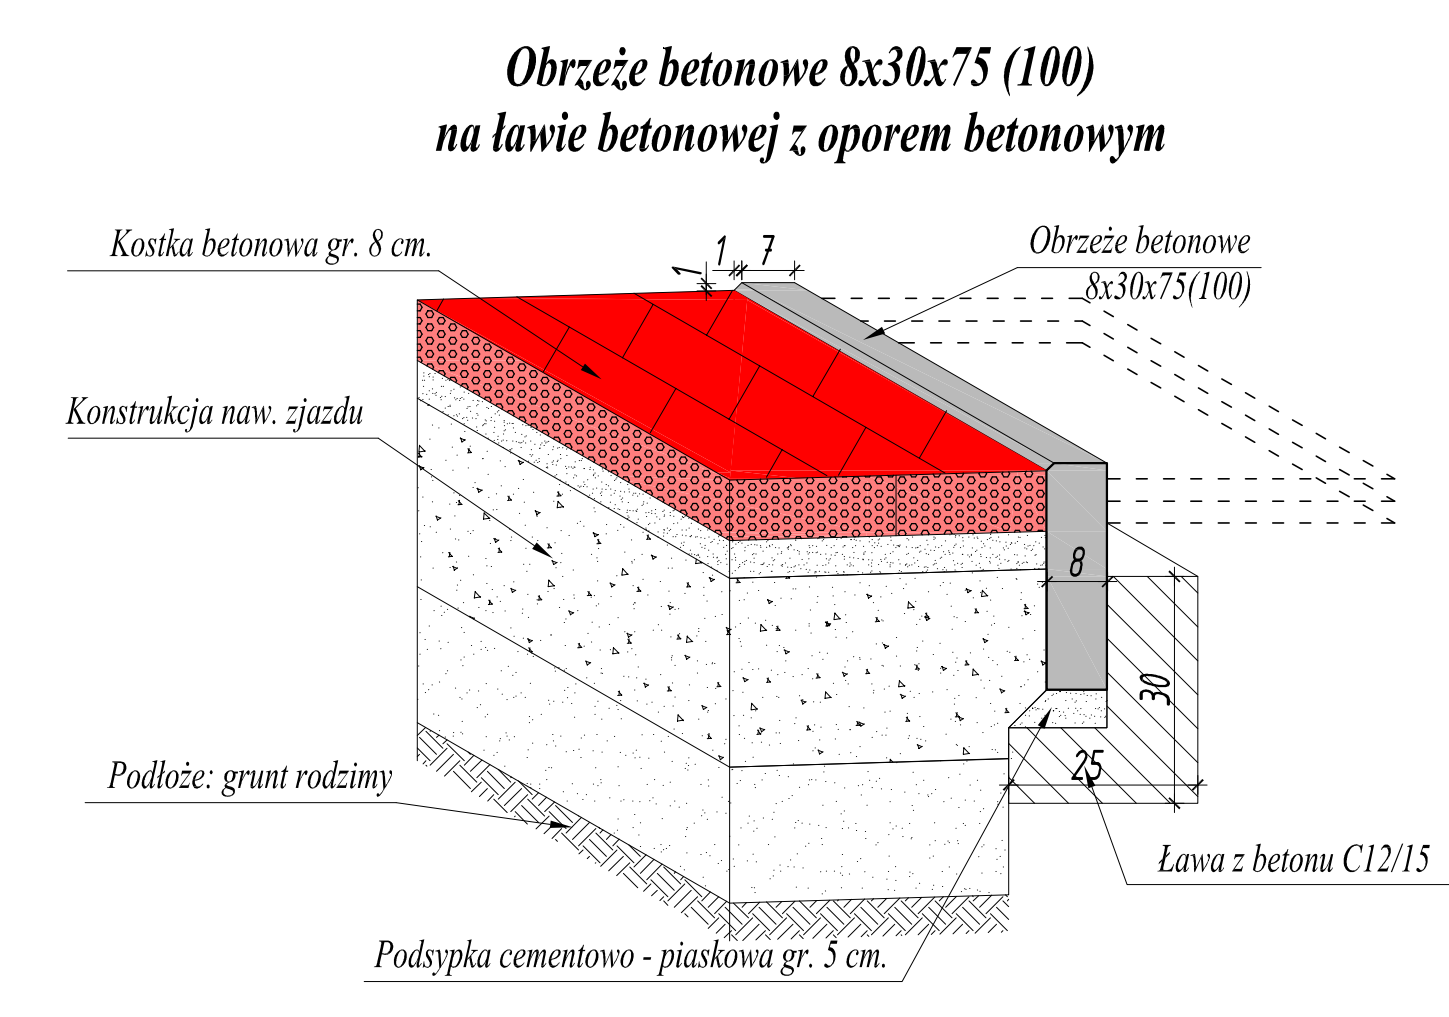 Obrzeże betonowe 8x30x75 (100)
na ławie betonowej z oporem betonowym
Kostka betonowa gr. 8 cm.
1
1
7
Obrzeże betonowe
8x30x75(100)
Konstrukcja naw. zjazdu
8
30
25
Podłoże: grunt rodzimy
Ława z betonu C12/15
Podsypka cementowo - piaskowa gr. 5 cm.